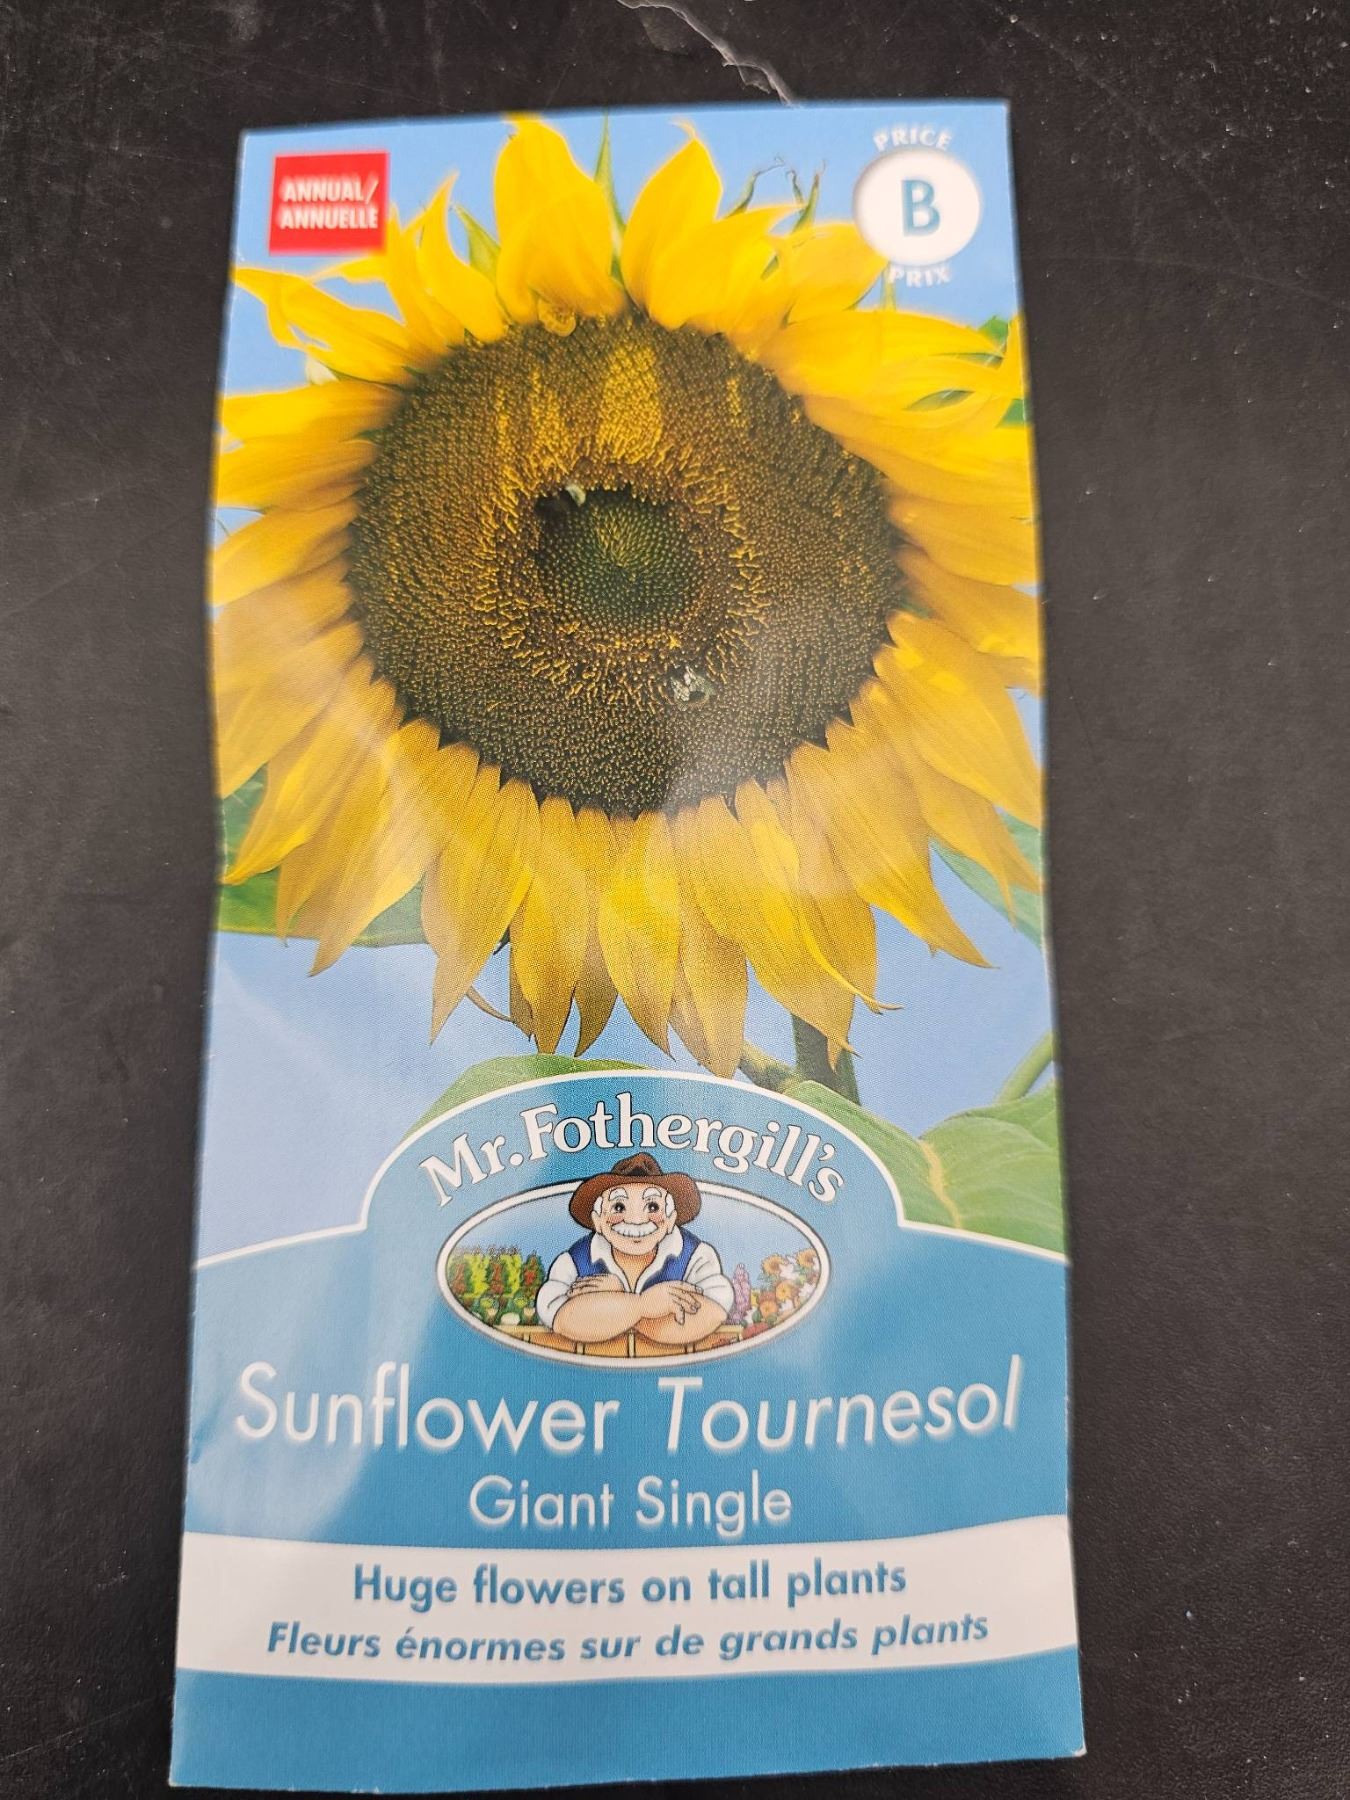 ANNUAL/
ANNUELLE
PRICE
B
PRIX
Mr. Fothergill's
Sunflower Tournesol
Giant Single
Huge flowers on tall plants
Fleurs énormes sur de grands plants